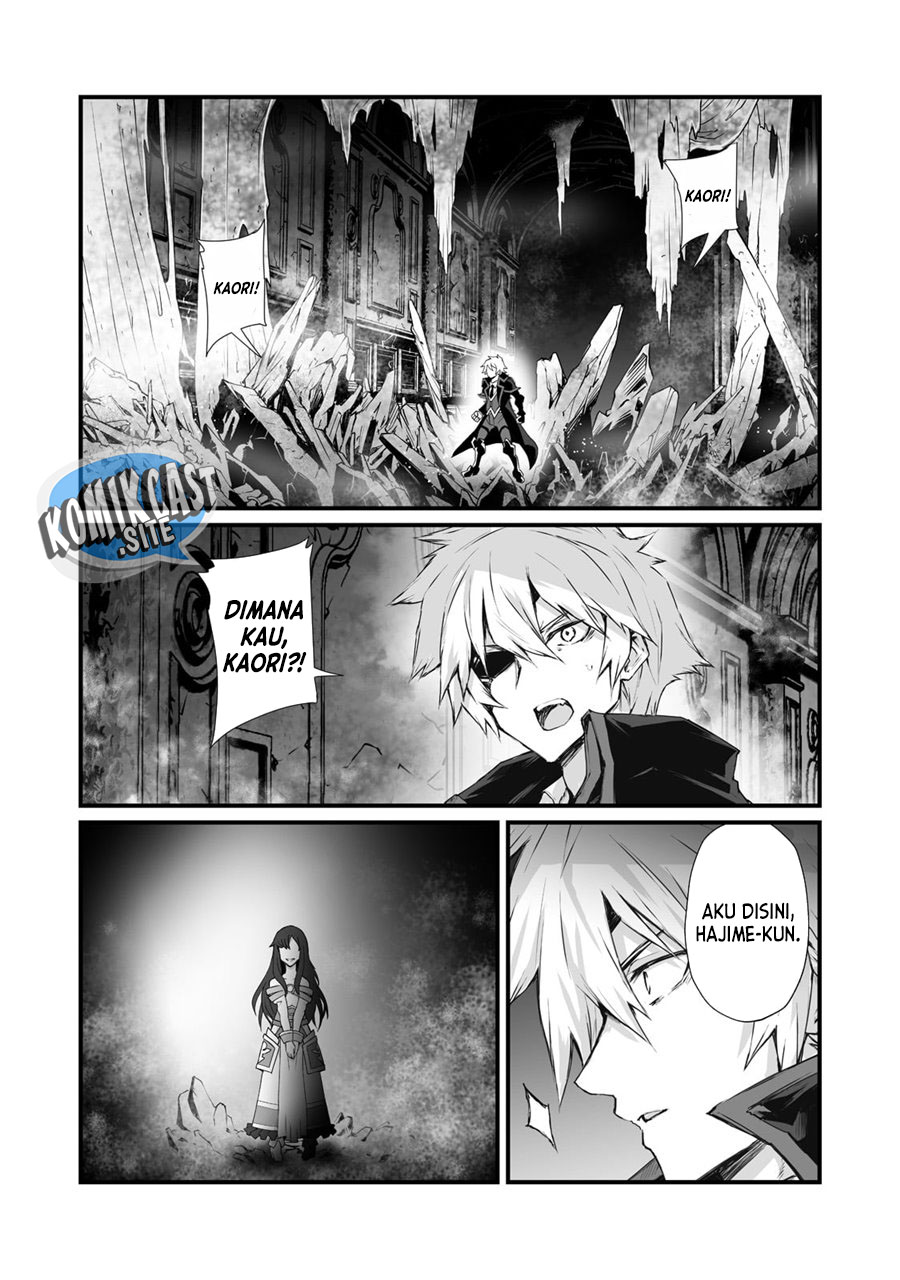 KAORI!
KAORI!
KOMIKCAST
.SITE
DIMANA
KAU,
KAORI?!
AKU DISINI,
HAJIME-KUN.